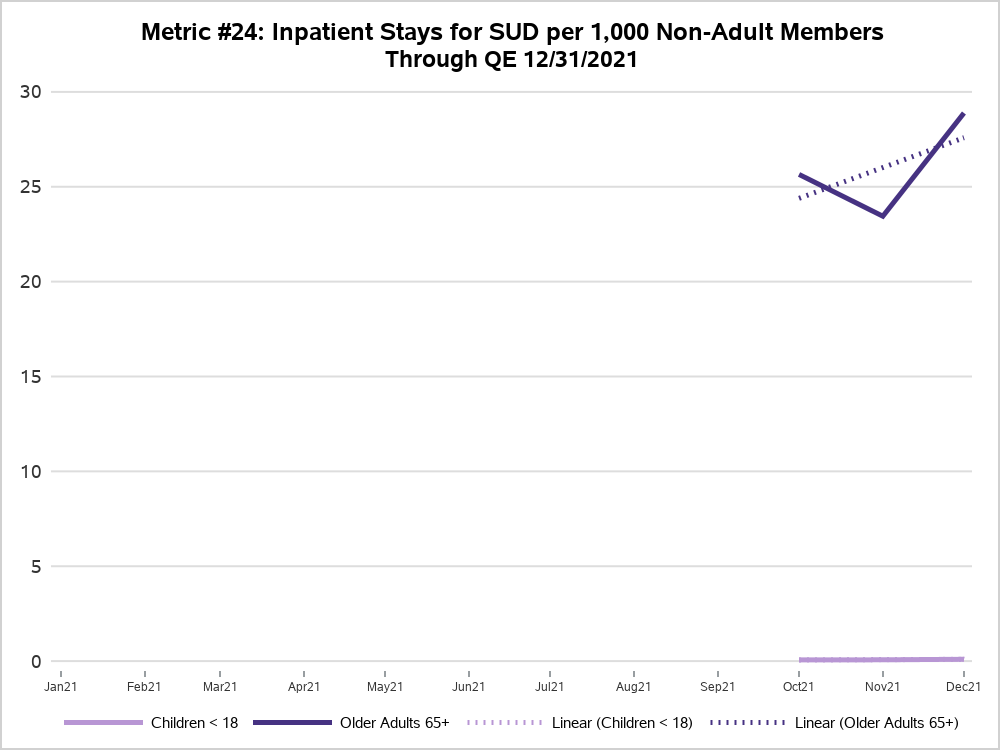 Metric #24: Inpatient Stays for SUD per 1,000 Non-Adult Members
Through QE 12/31/2021
30
25
20
15
10
5
0
Jan21 Feb21 Mar21 Apr21 May21 Jun21 Jul21 Aug21 Sep21 Oct21 Nov21 Dec21
Children < 18 Older Adults 65+ Linear (Children < 18) Linear (Older Adults 65+)